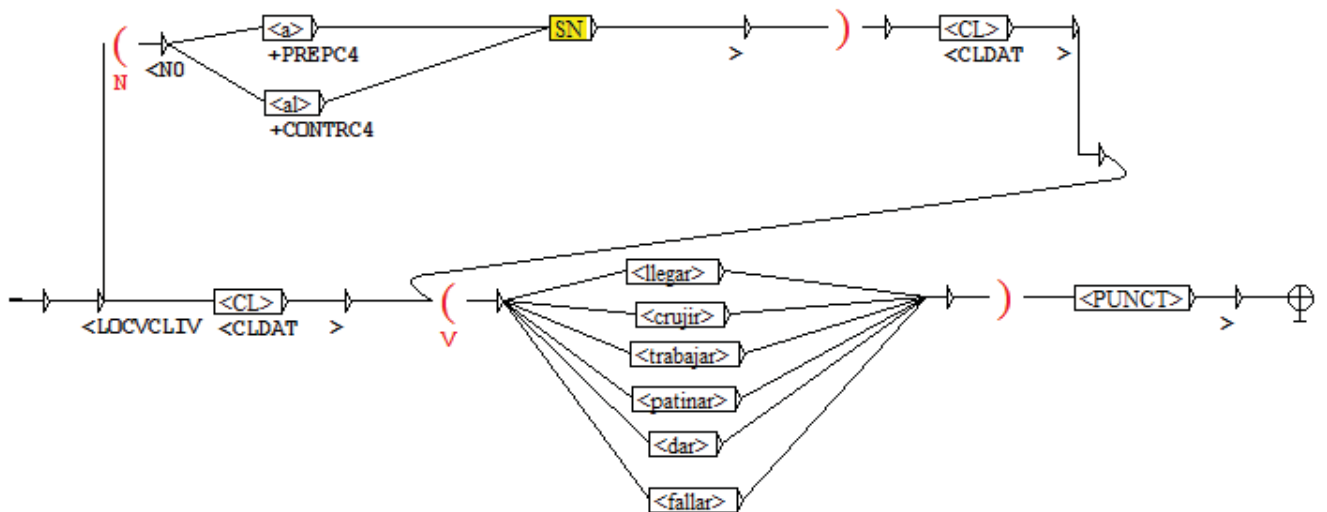 ( <a> SN ) <CL>
N <N0 +PREPC4 > <CLDAT >
<al>
+CONTRC4
<llegar>
<CL> ( <crujir> ) <PUNCT>
<LOCVCLIV <CLDAT > V <trabajar> >
<patinar>
<dar>
<fallar>